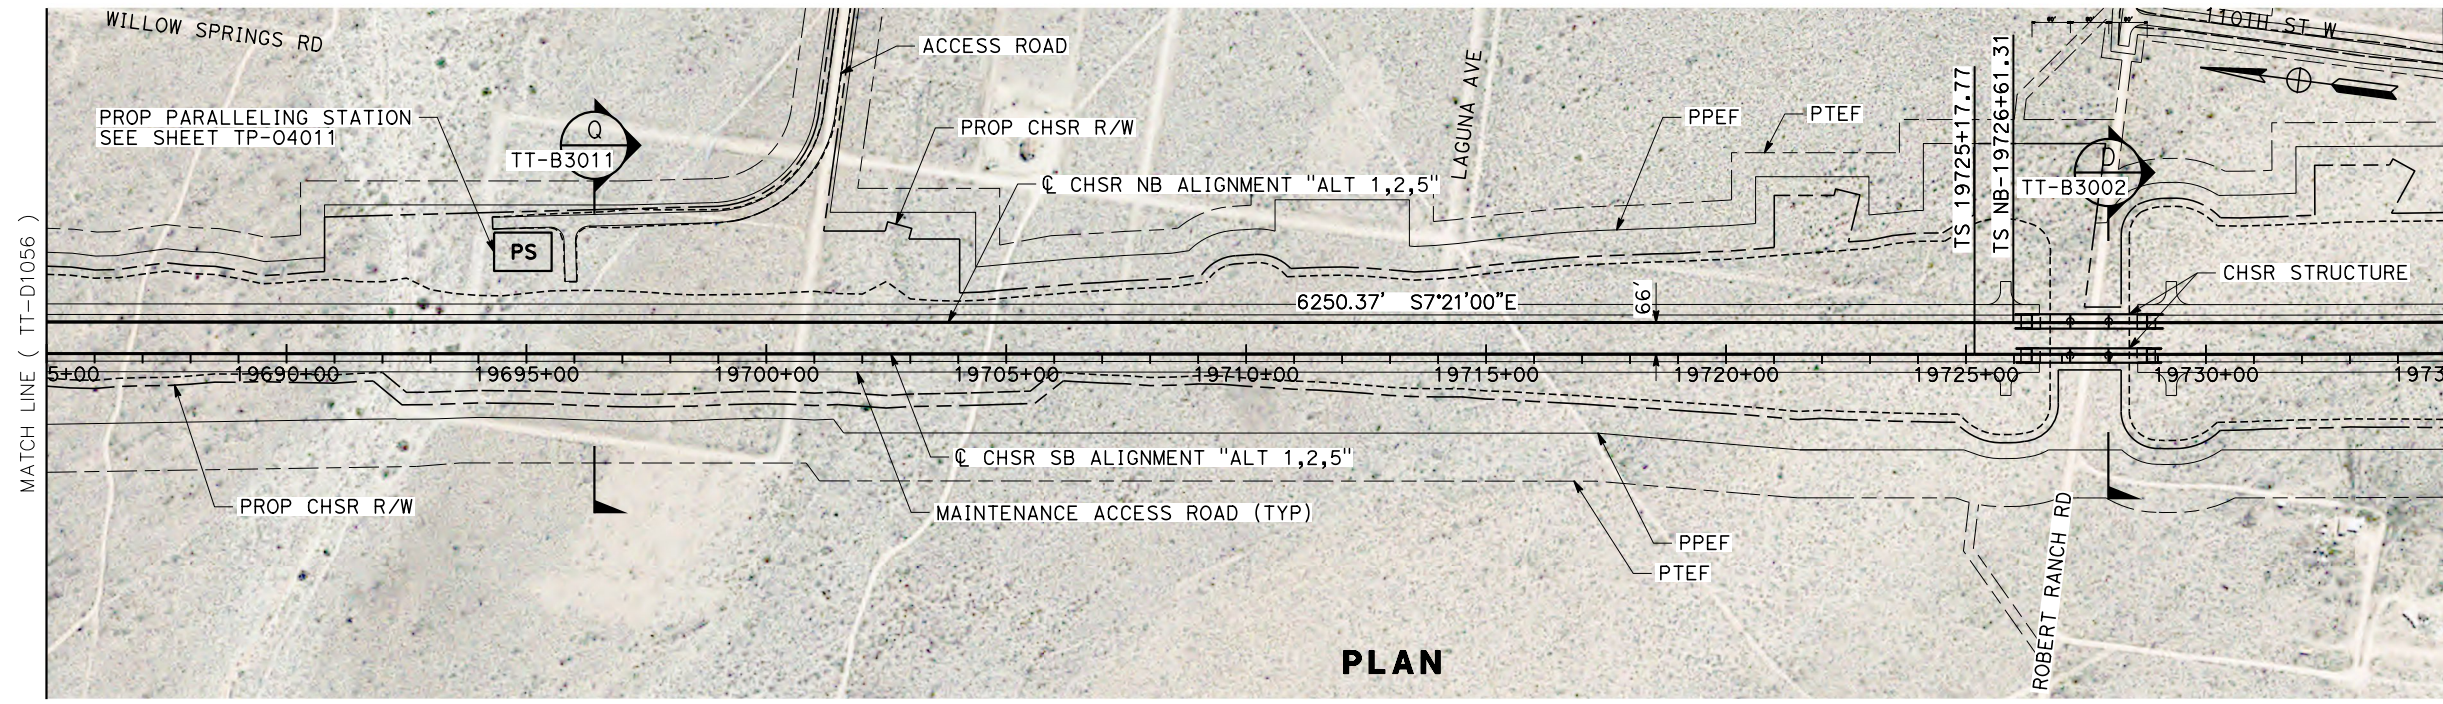 WILLOW SPRINGS RD
ACCESS ROAD
110TH ST W
PROP PARALLELING STATION
SEE SHEET TP-04011
Q
TT-B3011
PROP CHSR R/W
LAGUNA AVE
PPEF
PTEF
TS 19725+17.77
TS NB-19726+61.31
D
TT-B3002
℄ CHSR NB ALIGNMENT "ALT 1,2,5"
PS
CHSR STRUCTURE
6250.37' S7°21'00"E
66'
MATCH LINE ( TT-D1056 )
5+00
19690+00
19695+00
19700+00
19705+00
19710+00
19715+00
19720+00
19725+00
19730+00
1973
℄ CHSR SB ALIGNMENT "ALT 1,2,5"
PROP CHSR R/W
MAINTENANCE ACCESS ROAD (TYP)
PPEF
PTEF
ROBERT RANCH RD
PLAN